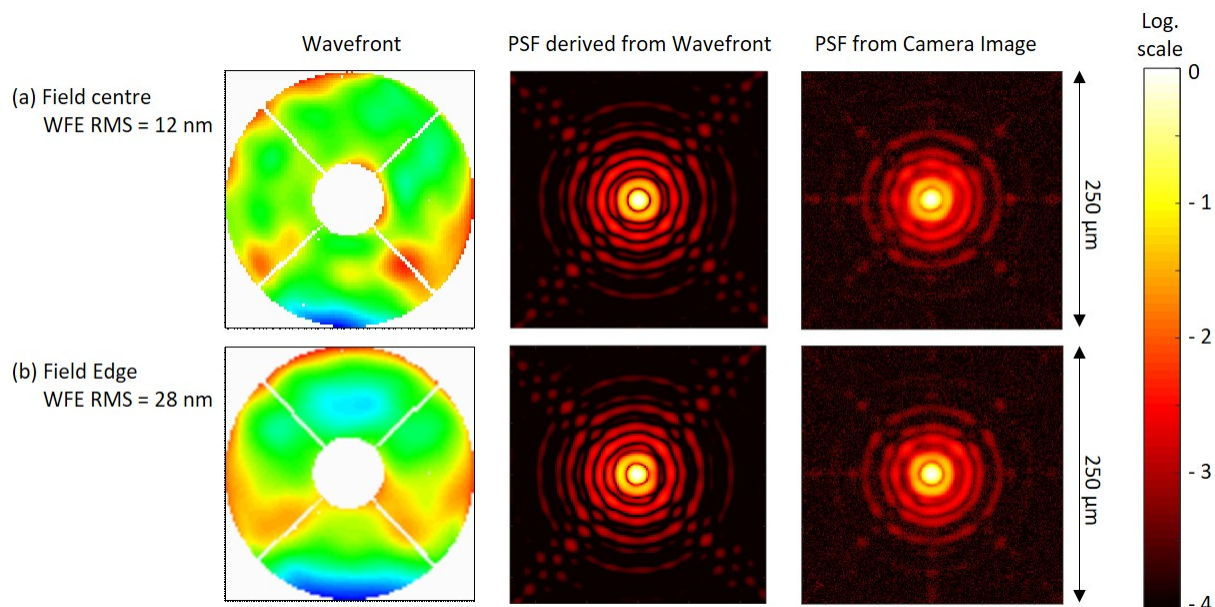 Wavefront
PSF derived from Wavefront
PSF from Camera Image
Log.
scale
(a) Field centre
WFE RMS = 12 nm
250 µm
(b) Field Edge
WFE RMS = 28 nm
250 µm
0
- 1
- 2
- 3
- 4